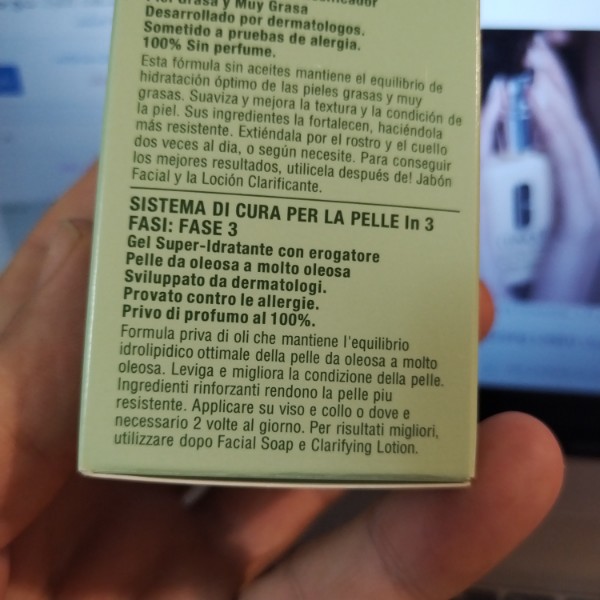 Piel Grasa y Muy Grasa
Desarrollado por dermatologos.
Sometido a pruebas de alergia.
100% Sin perfume.
Esta fórmula sin aceites mantiene el equilibrio de
hidratación óptimo de las pieles grasas y muy
grasas. Suaviza y mejora la textura y la condición de
la piel. Sus ingredientes la fortalecen, haciéndola
más resistente. Extiéndala por el rostro y el cuello
dos veces al día, o según necesite. Para conseguir
los mejores resultados, utilicela después de! Jabón
Facial y la Loción Clarificante.
SISTEMA DI CURA PER LA PELLE In 3
FASI: FASE 3
Gel Super-Idratante con erogatore
Pelle da oleosa a molto oleosa
Sviluppato da dermatologi.
Provato contro le allergie.
Privo di profumo al 100%.
Formula priva di oli che mantiene l'equilibrio
idrolipidico ottimale della pelle da oleosa a molto
oleosa. Leviga e migliora la condizione della pelle.
Ingredienti rinforzanti rendono la pelle piu
resistente. Applicare su viso e collo o dove e
necessario 2 volte al giorno. Per risultati migliori,
utilizzare dopo Facial Soap e Clarifying Lotion.